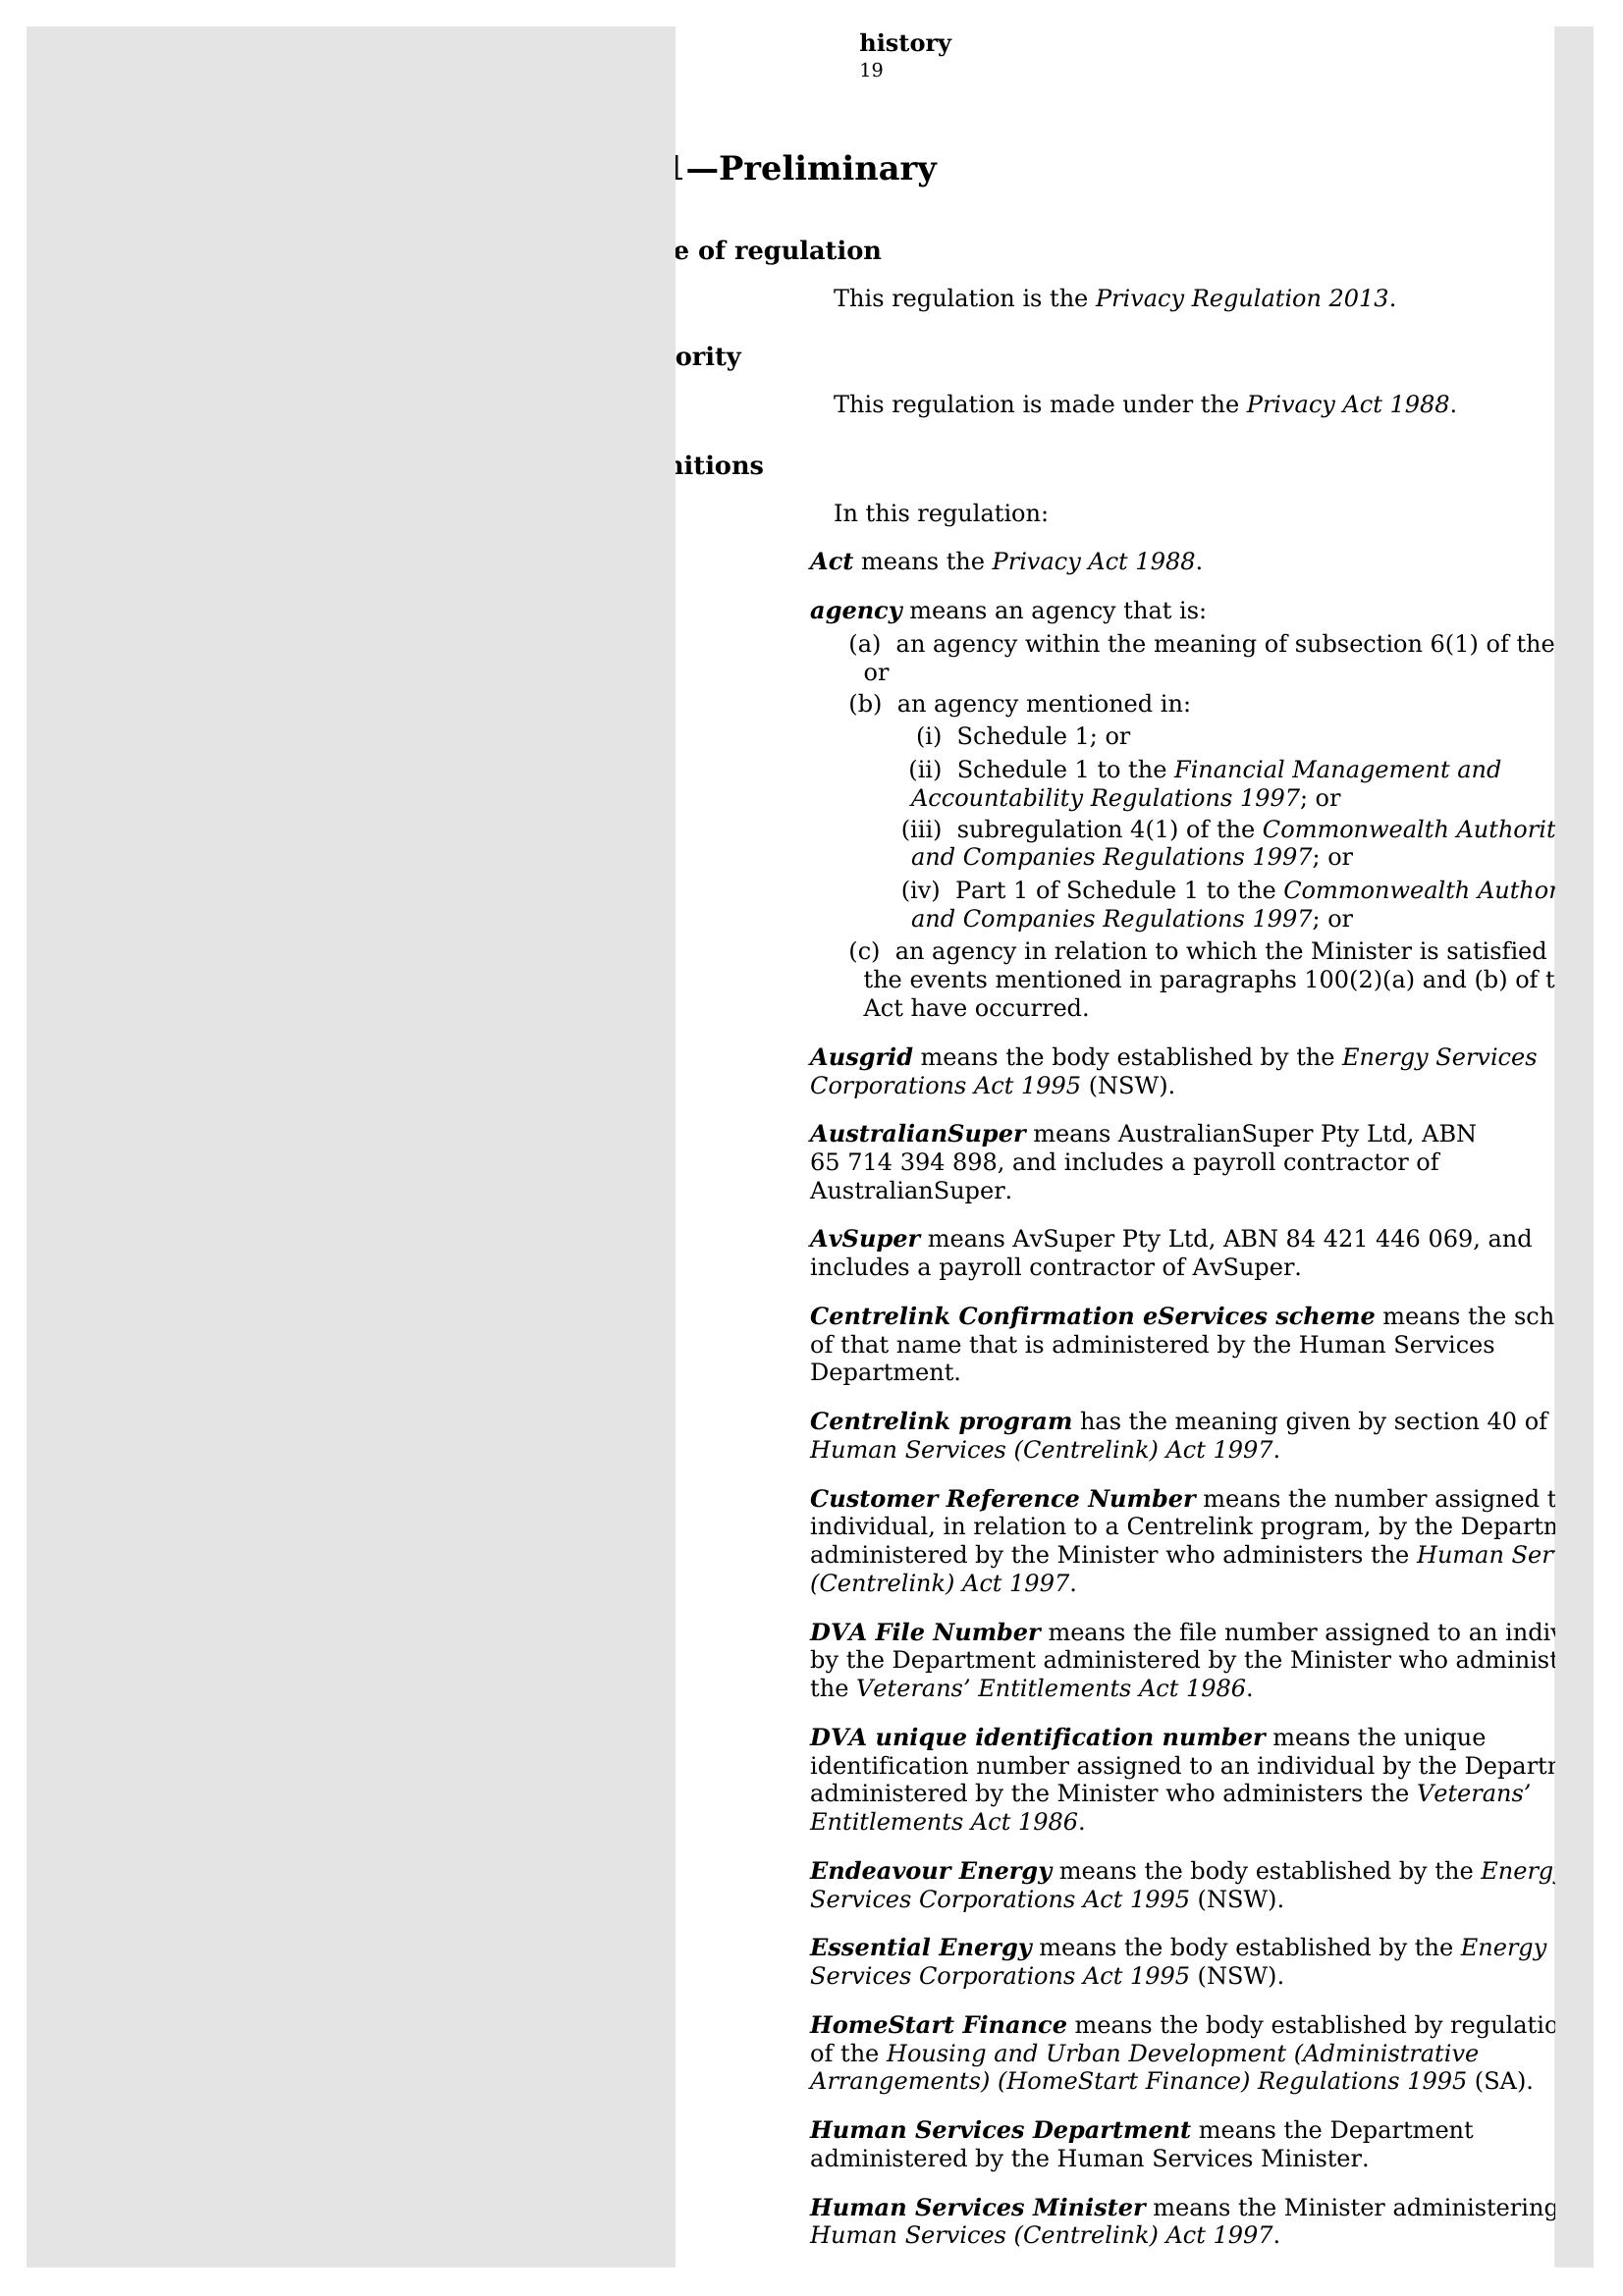 history
19
—Preliminary
of regulation
This regulation is the Privacy Regulation 2013.
This regulation is made under the Privacy Act 1988.
In this regulation:
Act means the Privacy Act 1988.
agency means an agency that is:
(a) an agency within the meaning of subsection 6(1) of the
or
(b) an agency mentioned in:
(i) Schedule 1; or
(ii) Schedule 1 to the Financial Management and
Accountability Regulations 1997; or
(iii) subregulation 4(1) of the Commonwealth
and Companies Regulations 1997; or
(iv) Part 1 of Schedule 1 to the Commonwealth
and Companies Regulations 1997; or
(c) an agency in relation to which the Minister is satisfied
the events mentioned in paragraphs 100(2)(a) and (b) of
Act have occurred.
Ausgrid means the body established by the Energy Services
Corporations Act 1995 (NSW).
AustralianSuper means AustralianSuper Pty Ltd, ABN
65 714 394 898, and includes a payroll contractor of
AustralianSuper.
AvSuper means AvSuper Pty Ltd, ABN 84 421 446 069, and
includes a payroll contractor of AvSuper.
Centrelink Confirmation eServices scheme means the
of that name that is administered by the Human Services
Department.
Centrelink program has the meaning given by section 40 of
Human Services (Centrelink) Act 1997.
Customer Reference Number means the number assigned
individual, in relation to a Centrelink program, by the
administered by the Minister who administers the Human
(Centrelink) Act 1997.
DVA File Number means the file number assigned to an
by the Department administered by the Minister who
the Veterans’ Entitlements Act 1986.
DVA unique identification number means the unique
identification number assigned to an individual by the
administered by the Minister who administers the Veterans’
Entitlements Act 1986.
Endeavour Energy means the body established by the Energy
Services Corporations Act 1995 (NSW).
Essential Energy means the body established by the Energy
Services Corporations Act 1995 (NSW).
HomeStart Finance means the body established by
of the Housing and Urban Development (Administrative
Arrangements) (HomeStart Finance) Regulations 1995 (SA).
Human Services Department means the Department
administered by the Human Services Minister.
Human Services Minister means the Minister administering
Human Services (Centrelink) Act 1997.